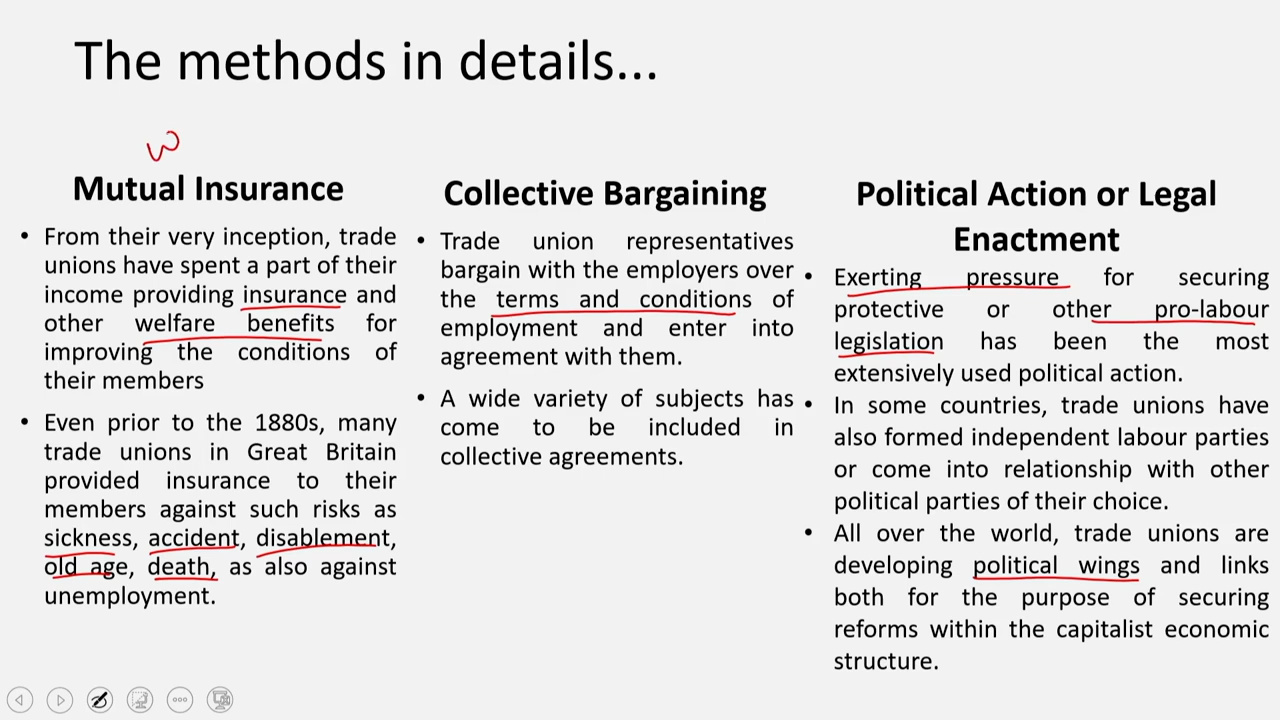 The methods in details...
Mutual Insurance
• From their very inception, trade
unions have spent a part of their
income providing insurance and
other welfare benefits for
improving the conditions of
their members
• Even prior to the 1880s, many
trade unions in Great Britain
provided insurance to their
members against such risks as
sickness, accident, disablement,
old age, death, as also against
unemployment.
Collective Bargaining
• Trade union representatives
bargain with the employers over
the terms and conditions of
employment and enter into
agreement with them.
• A wide variety of subjects has
come to be included in
collective agreements.
Political Action or Legal
Enactment
• Exerting pressure for securing
protective or other pro-labour
legislation has been the most
extensively used political action.
• In some countries, trade unions have
also formed independent labour parties
or come into relationship with other
political parties of their choice.
• All over the world, trade unions are
developing political wings and links
both for the purpose of securing
reforms within the capitalist economic
structure.